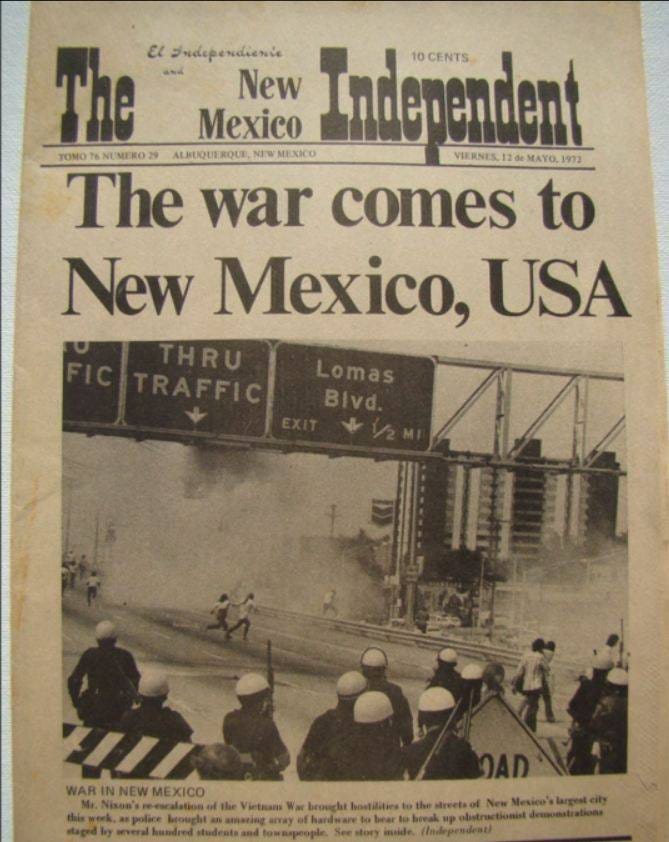 El Independiente
and
10 CENTS
The New Mexico Independent
TOMO 76 NUMERO 29 ALBUQUERQUE, NEW MEXICO VIERNES, 12 de MAYO, 1972
The war comes to
New Mexico, USA
U
FIC
THRU
TRAFFIC
Lomas
Blvd.
EXIT 1/2 MI
OAD
WAR IN NEW MEXICO
Mr. Nixon's re-escalation of the Vietnam War brought hostilities to the streets of New Mexico's largest city
this week, as police brought an amazing array of hardware to bear to break up obstructionist demonstrations
staged by several hundred students and townspeople. See story inside. (Independent)